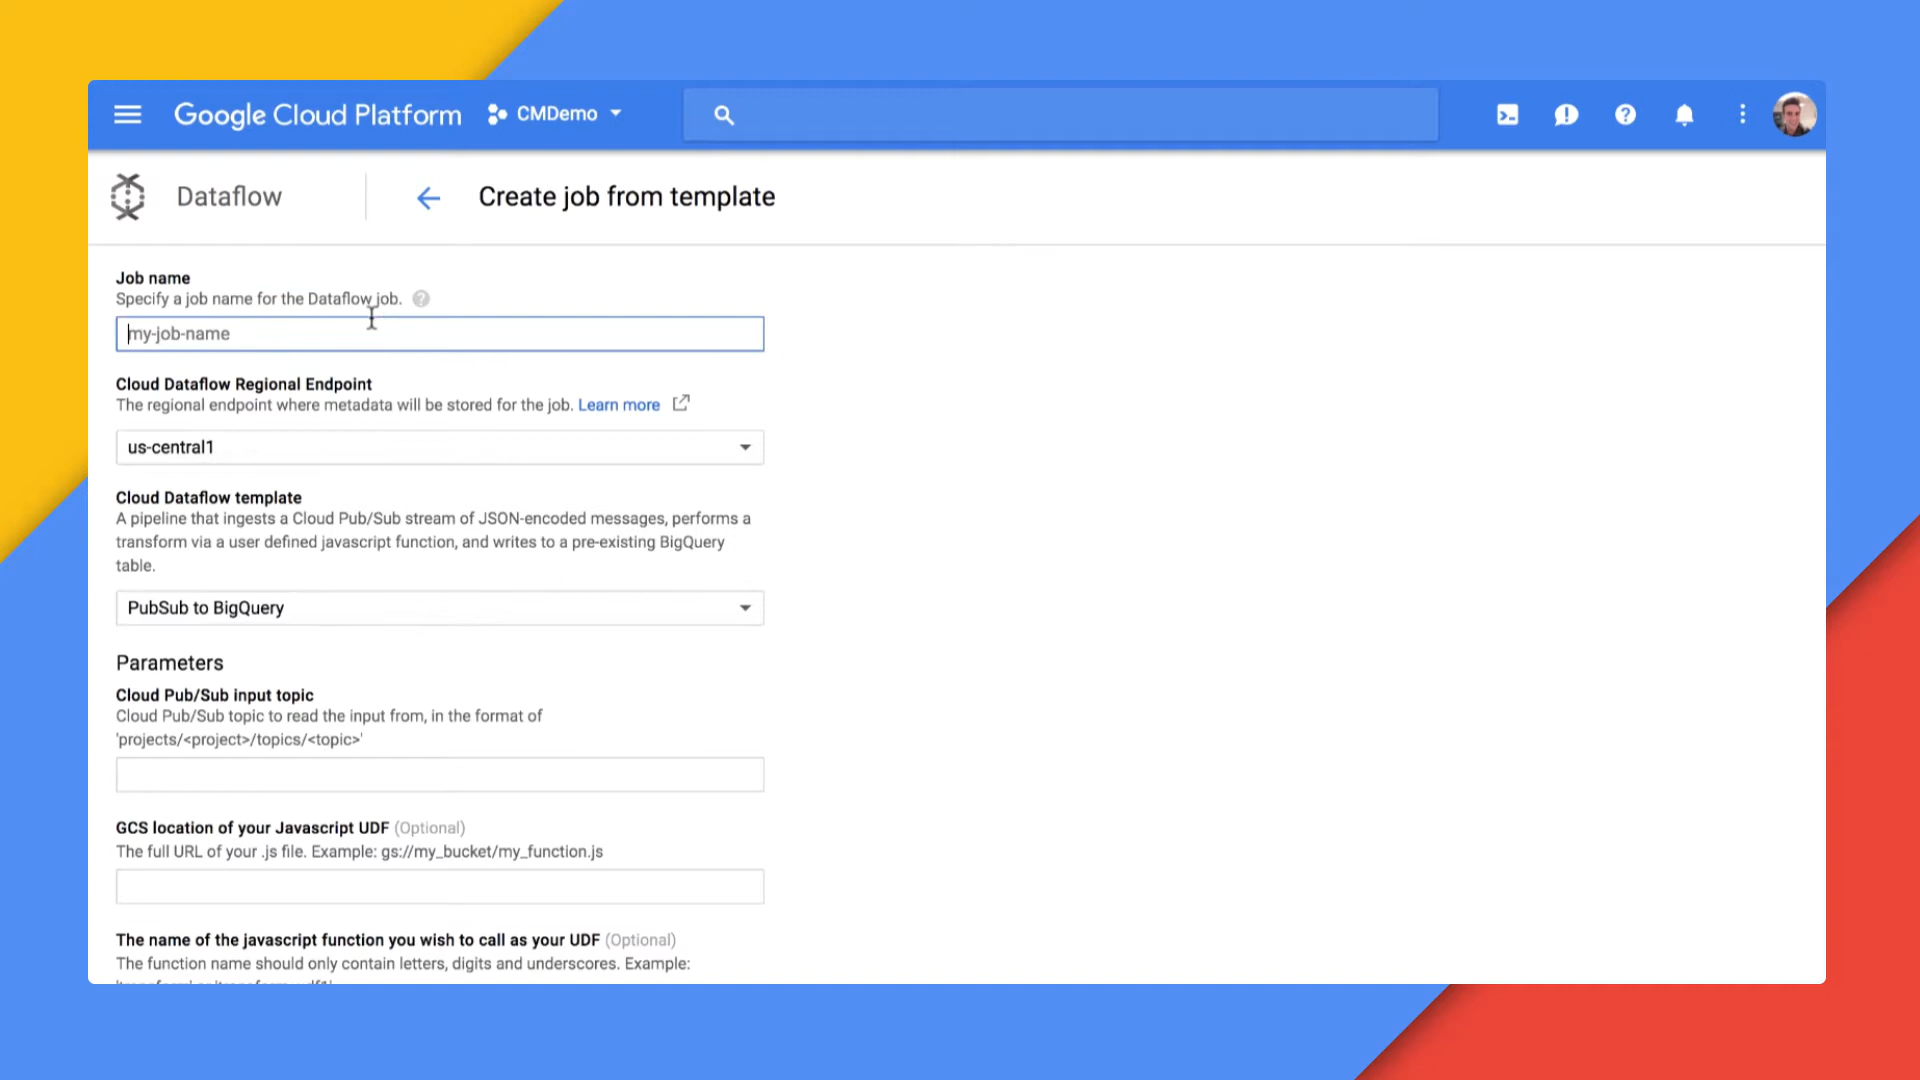 Google Cloud Platform CMDemo
Dataflow Create job from template
Job name
Specify a job name for the Dataflow job.
my-job-name
Cloud Dataflow Regional Endpoint
The regional endpoint where metadata will be stored for the job. Learn more
us-central1
Cloud Dataflow template
A pipeline that ingests a Cloud Pub/Sub stream of JSON-encoded messages, performs a
transform via a user defined javascript function, and writes to a pre-existing BigQuery
table.
PubSub to BigQuery
Parameters
Cloud Pub/Sub input topic
Cloud Pub/Sub topic to read the input from, in the format of
'projects/<project>/topics/<topic>'
GCS location of your Javascript UDF (Optional)
The full URL of your .js file. Example: gs://my_bucket/my_function.js
The name of the javascript function you wish to call as your UDF (Optional)
The function name should only contain letters, digits and underscores. Example: